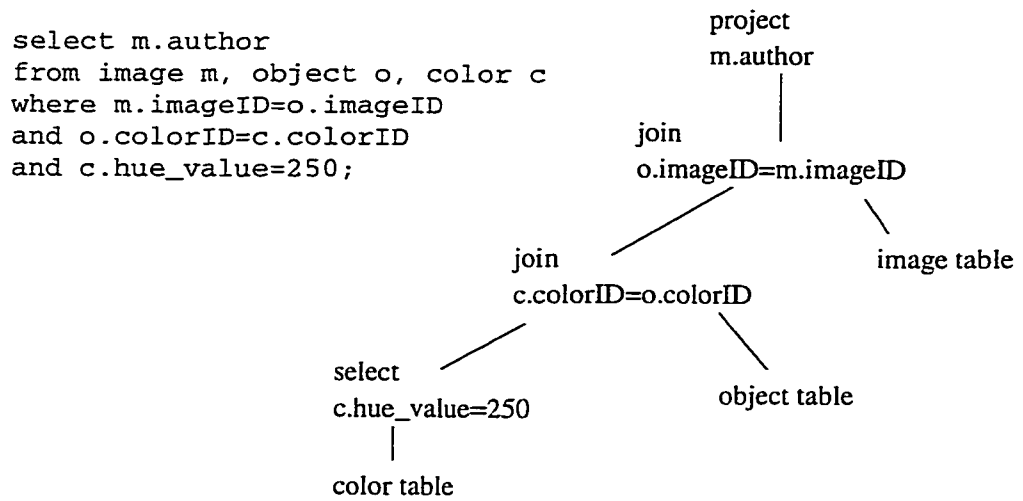 select m.author
from image m, object o, color c
where m.imageID=o.imageID
and o.colorID=c.colorID
and c.hue_value=250;
project
m.author
join
o.imageID=m.imageID
image table
join
c.colorID=o.colorID
object table
select
c.hue_value=250
color table